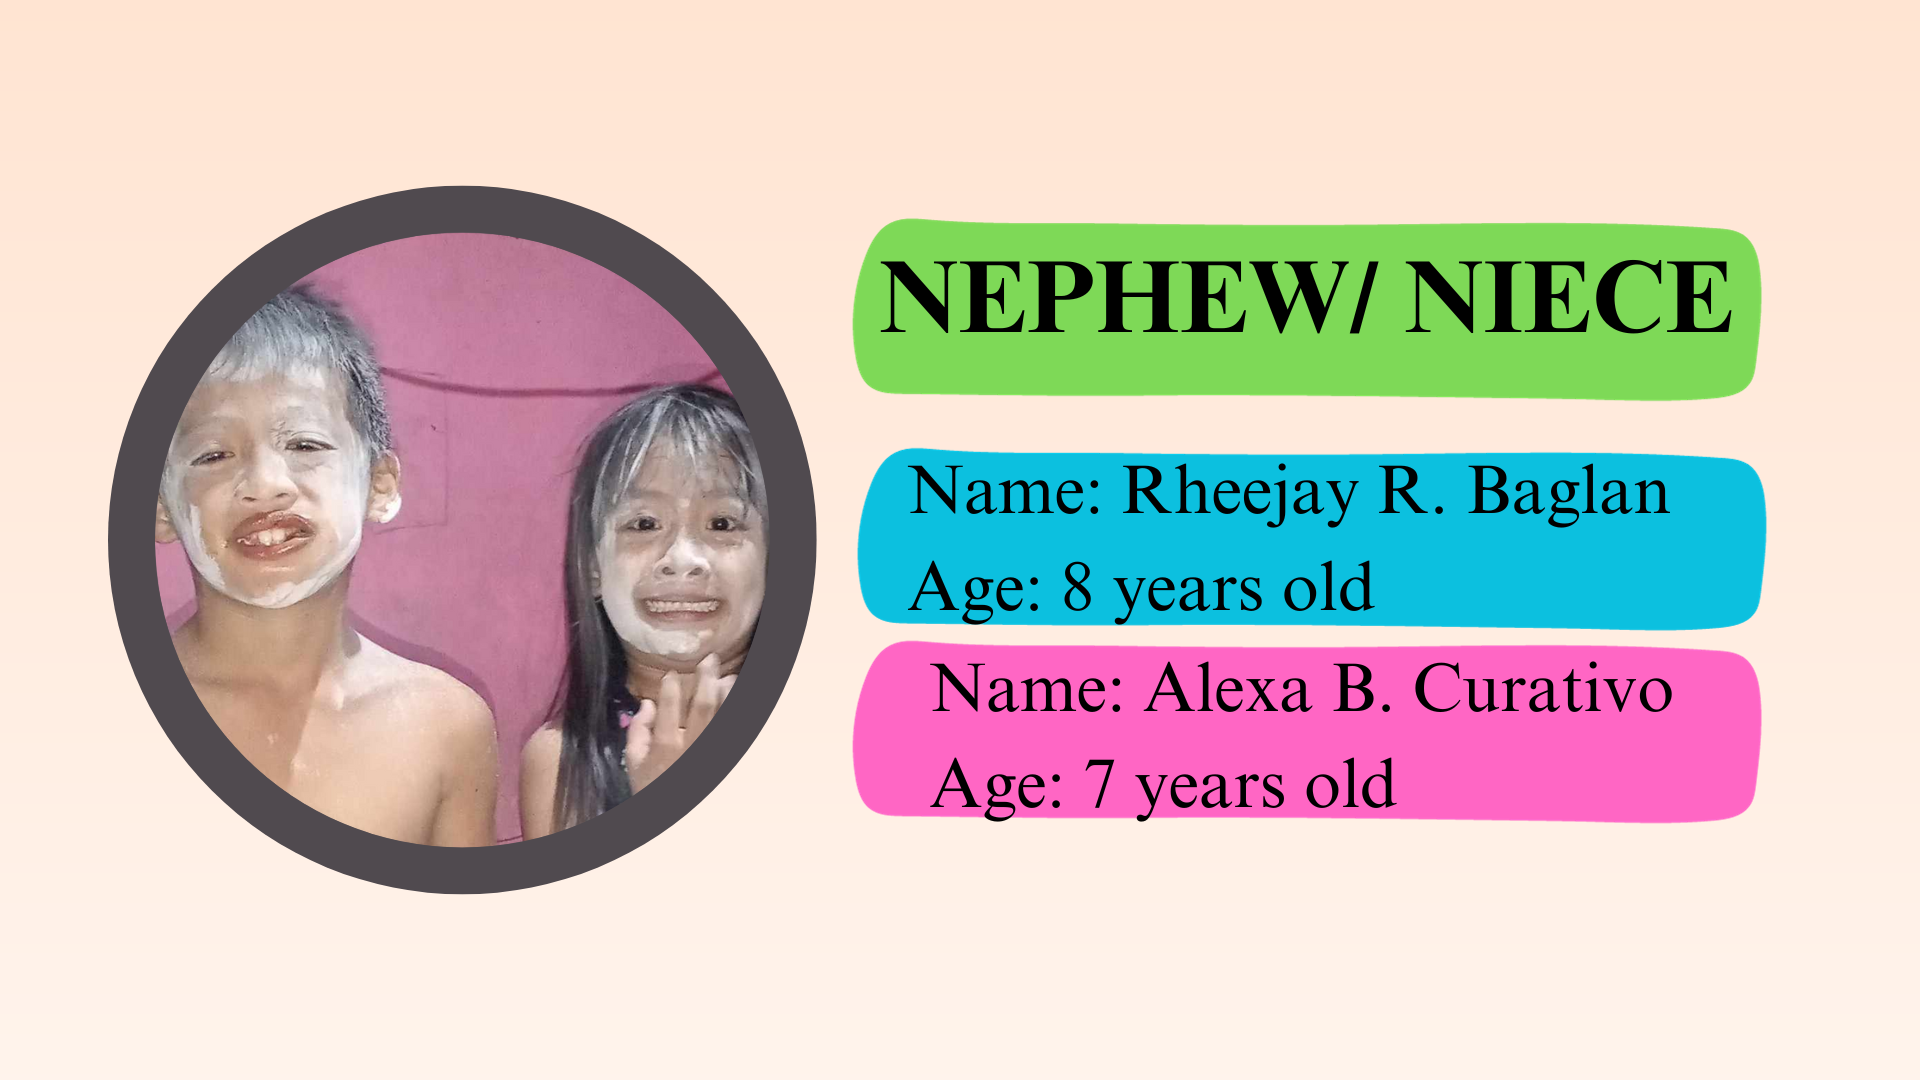 NEPHEW/ NIECE
Name: Rheejay R. Baglan
Age: 8 years old
Name: Alexa B. Curativo
Age: 7 years old